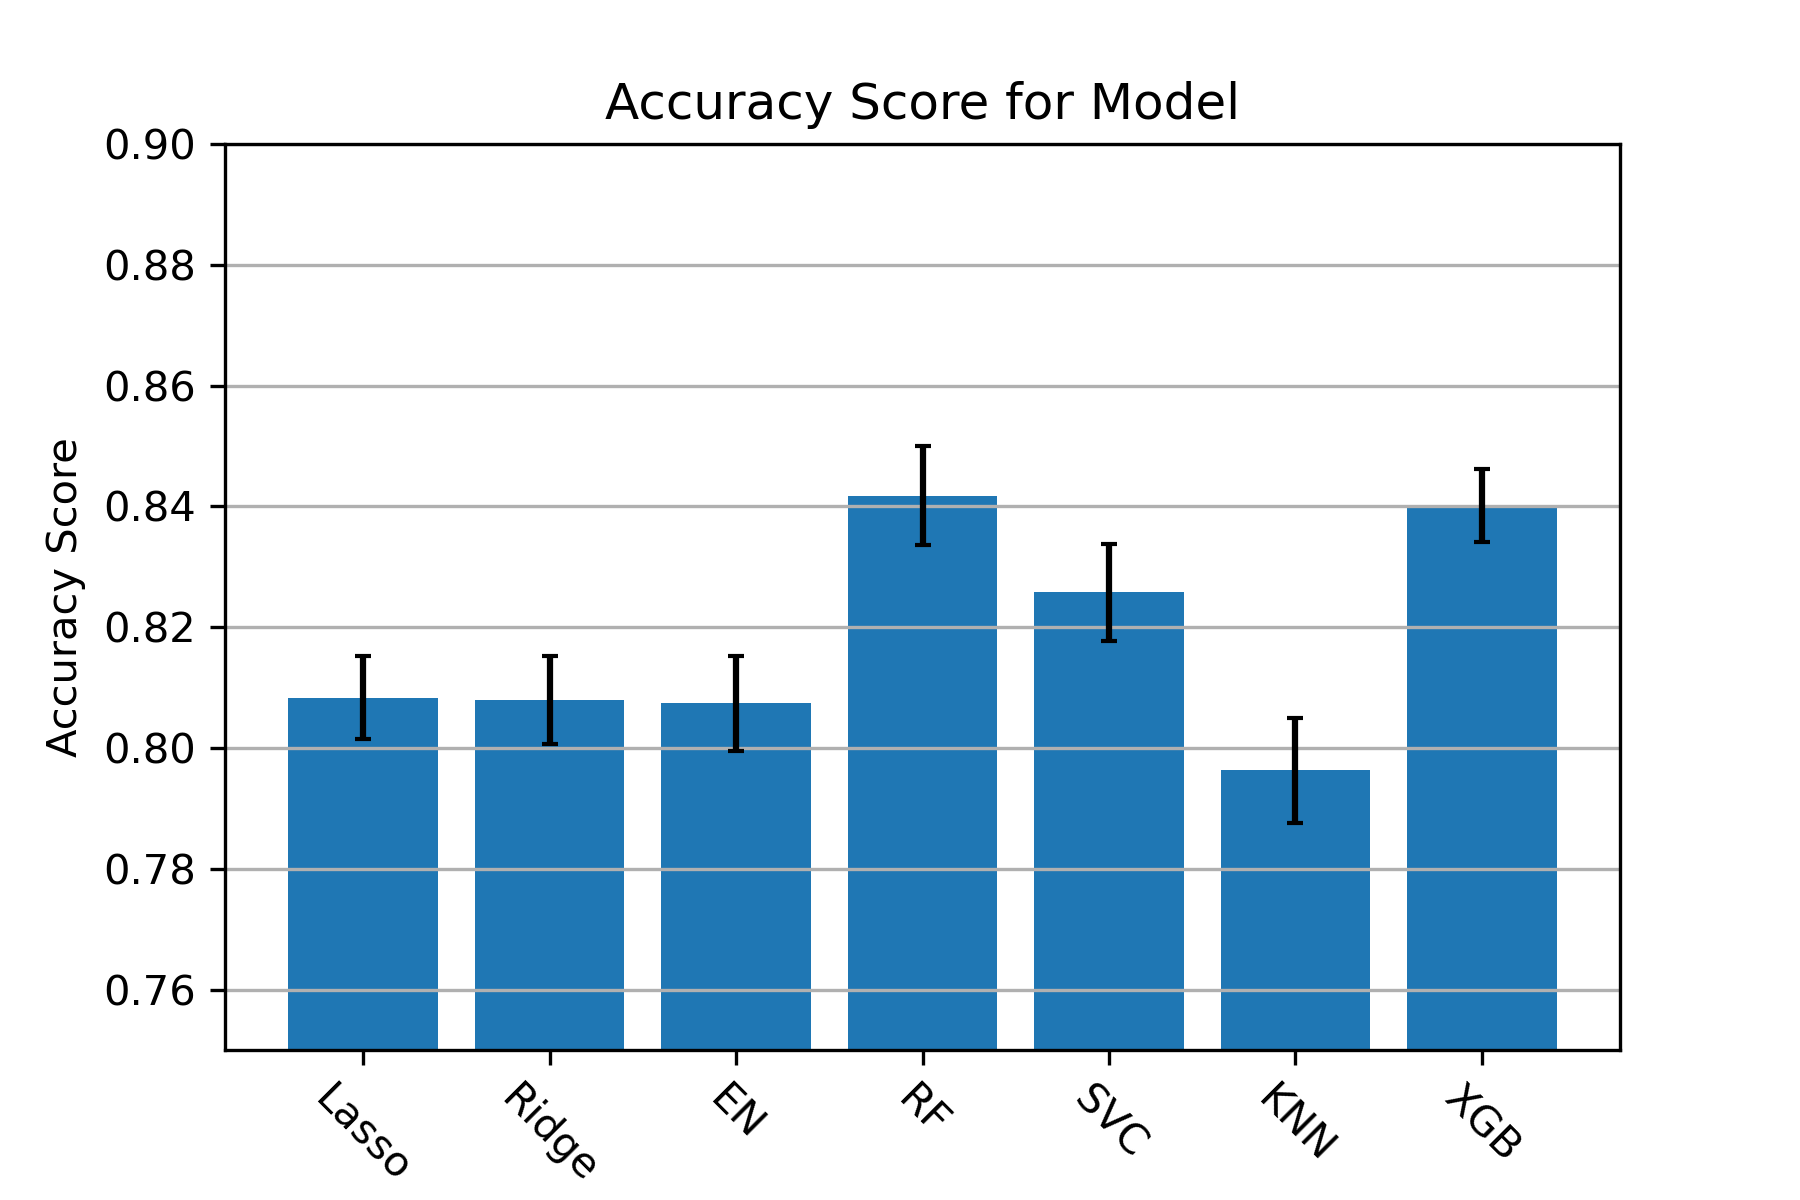 Accuracy Score for Model
Accuracy Score
0.90
0.88
0.86
0.84
0.82
0.80
0.78
0.76
Lasso
Ridge
EN
RF
SVC
KNN
XGB